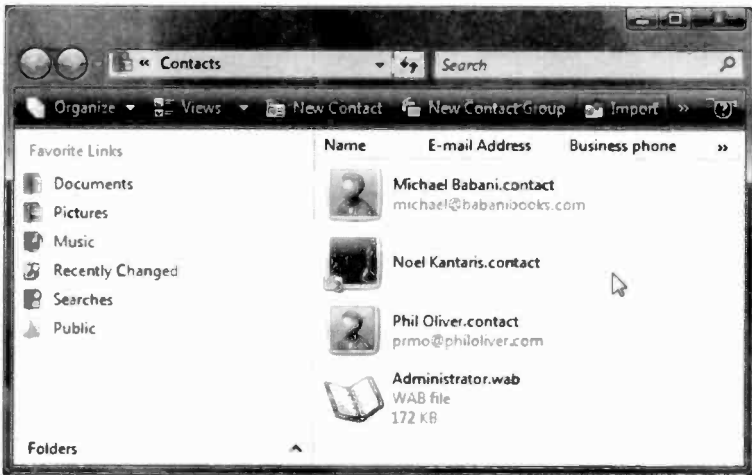 « Contacts
Search
Organize Views New Contact New Contact Group Import »
Favorite Links
Documents
Pictures
Music
Recently Changed
Searches
Public
Folders
Name E-mail Address Business phone »
Michael Babani.contact
michael@babanibooks.com
Noel Kantaris.contact
Phil Oliver.contact
prmo@philoliver.com
Administrator.wab
WAB file
172 KB